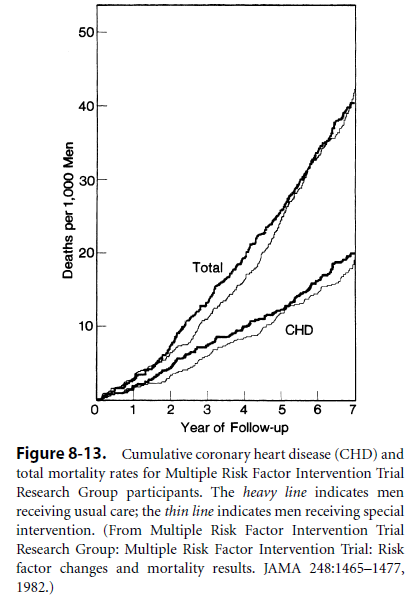 50
40
30
20
10
Deaths per 1,000 Men
Total
CHD
0 1 2 3 4 5 6 7
Year of Follow-up
Figure 8-13. Cumulative coronary heart disease (CHD) and
total mortality rates for Multiple Risk Factor Intervention Trial
Research Group participants. The heavy line indicates men
receiving usual care; the thin line indicates men receiving special
intervention. (From Multiple Risk Factor Intervention Trial
Research Group: Multiple Risk Factor Intervention Trial: Risk
factor changes and mortality results. JAMA 248:1465–1477,
1982.)